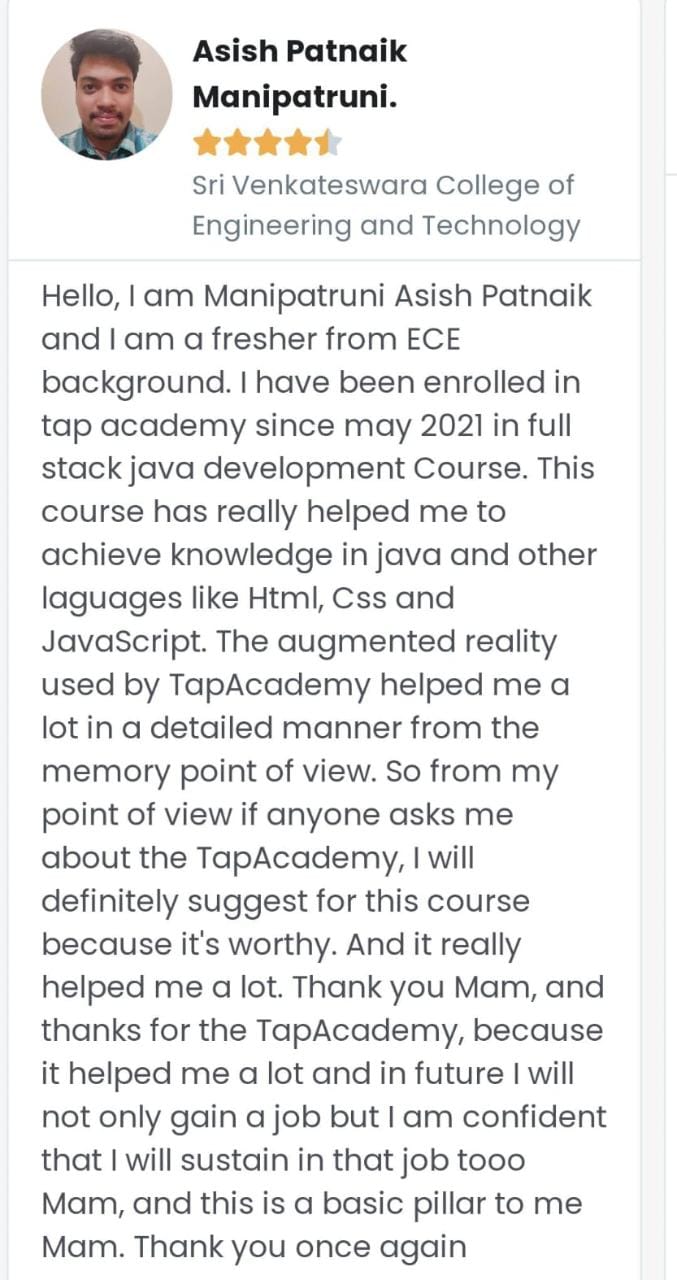 Asish Patnaik
Manipatruni.
Sri Venkateswara College of
Engineering and Technology
Hello, I am Manipatruni Asish Patnaik
and I am a fresher from ECE
background. I have been enrolled in
tap academy since may 2021 in full
stack java development Course. This
course has really helped me to
achieve knowledge in java and other
laguages like Html, Css and
JavaScript. The augmented reality
used by TapAcademy helped me a
lot in a detailed manner from the
memory point of view. So from my
point of view if anyone asks me
about the TapAcademy, I will
definitely suggest for this course
because it's worthy. And it really
helped me a lot. Thank you Mam, and
thanks for the TapAcademy, because
it helped me a lot and in future I will
not only gain a job but I am confident
that I will sustain in that job tooo
Mam, and this is a basic pillar to me
Mam. Thank you once again